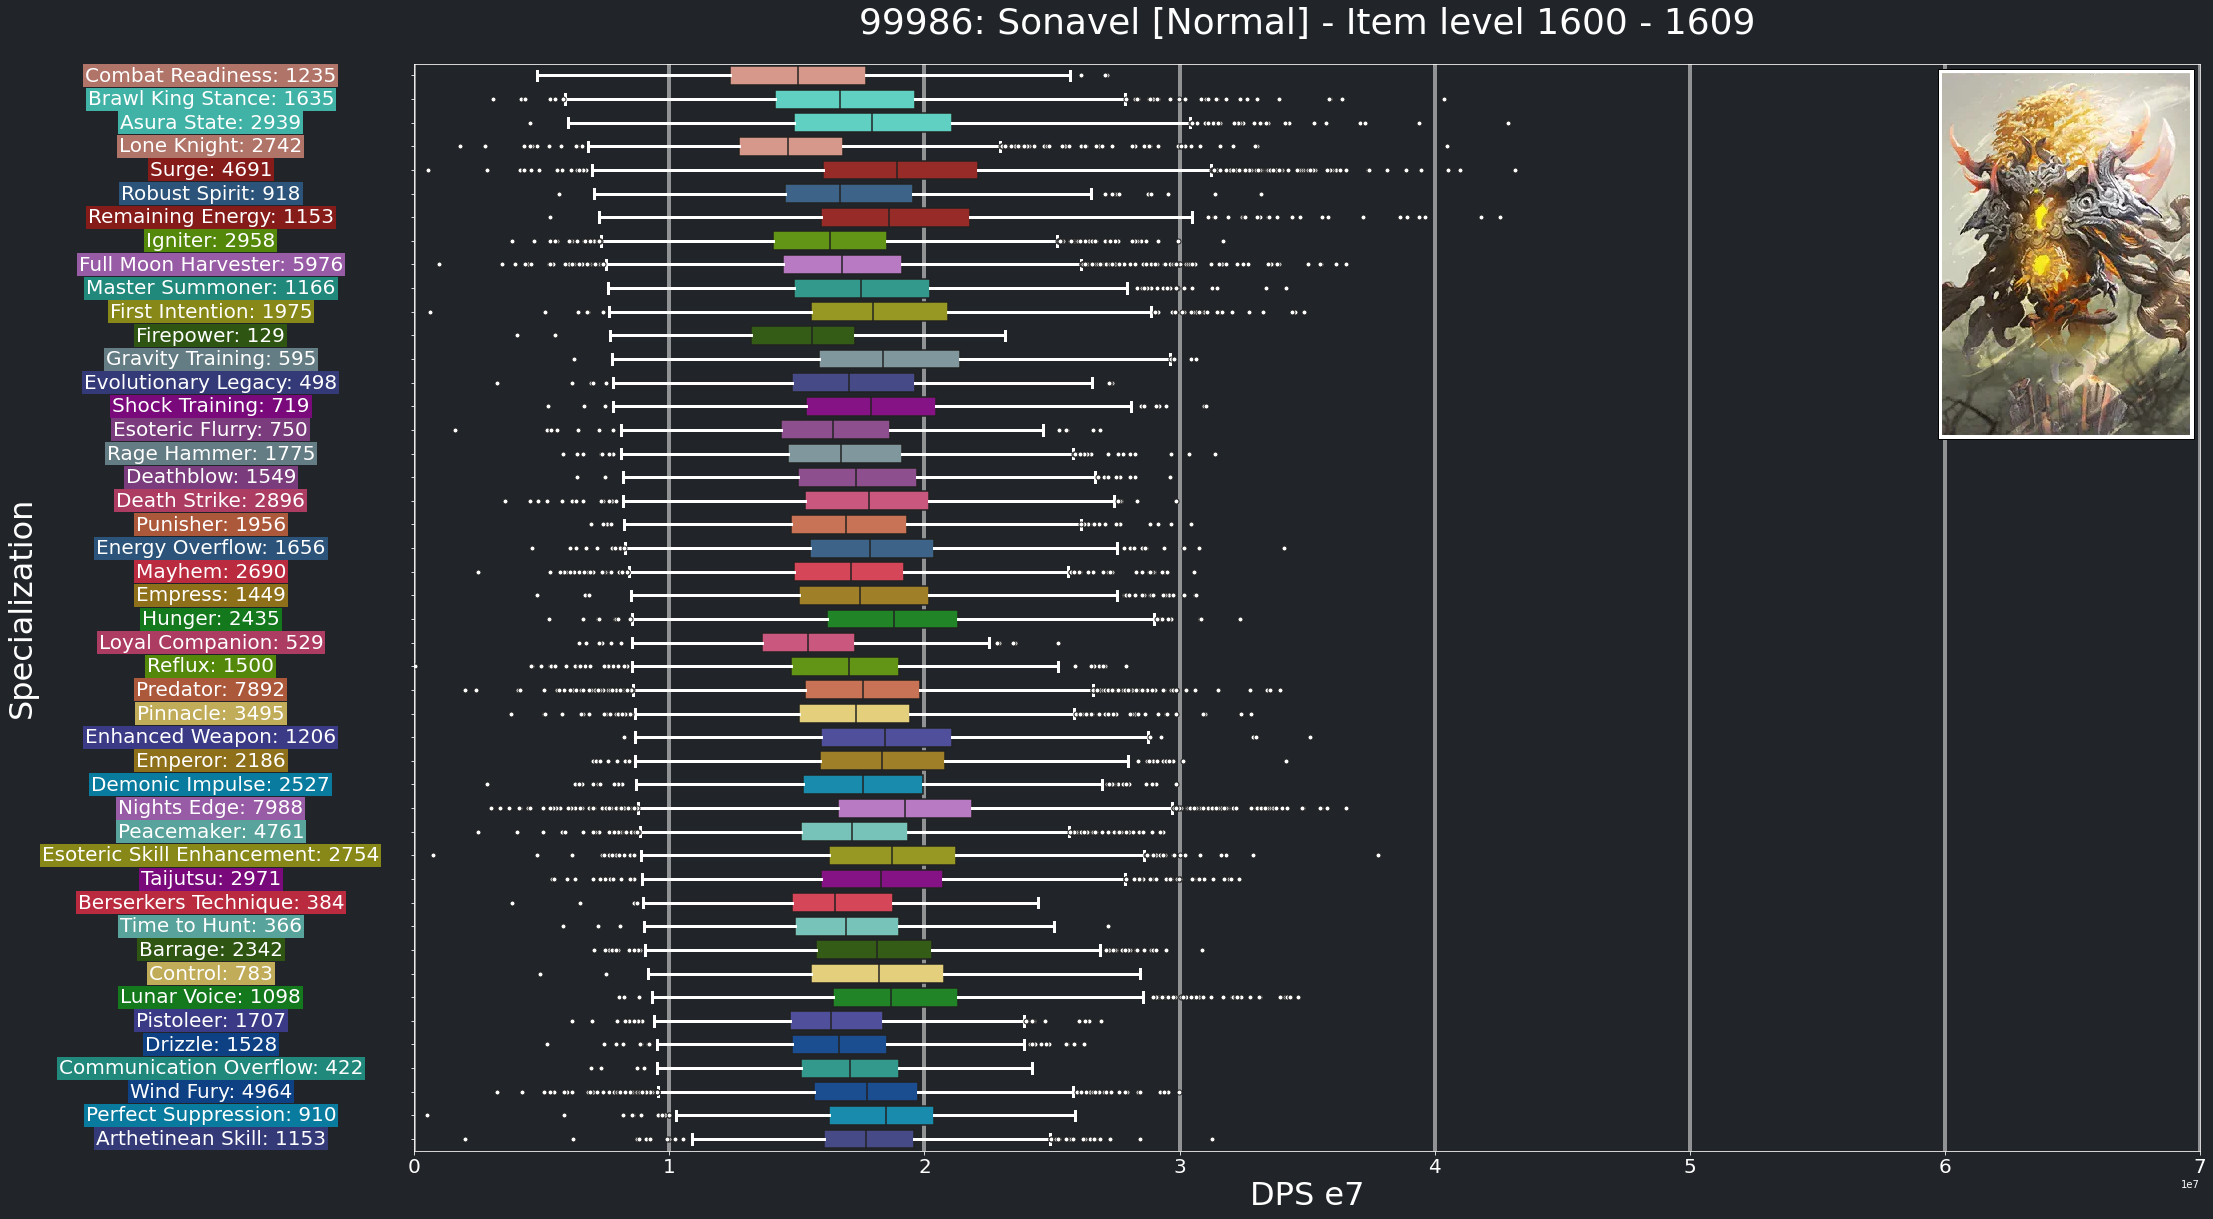 99986: Sonavel [Normal] - Item level 1600 - 1609
Specialization
Combat Readiness: 1235
Brawl King Stance: 1635
Asura State: 2939
Lone Knight: 2742
Surge: 4691
Robust Spirit: 918
Remaining Energy: 1153
Igniter: 2958
Full Moon Harvester: 5976
Master Summoner: 1166
First Intention: 1975
Firepower: 129
Gravity Training: 595
Evolutionary Legacy: 498
Shock Training: 719
Esoteric Flurry: 750
Rage Hammer: 1775
Deathblow: 1549
Death Strike: 2896
Punisher: 1956
Energy Overflow: 1656
Mayhem: 2690
Empress: 1449
Hunger: 2435
Loyal Companion: 529
Reflux: 1500
Predator: 7892
Pinnacle: 3495
Enhanced Weapon: 1206
Emperor: 2186
Demonic Impulse: 2527
Nights Edge: 7988
Peacemaker: 4761
Esoteric Skill Enhancement: 2754
Taijutsu: 2971
Berserkers Technique: 384
Time to Hunt: 366
Barrage: 2342
Control: 783
Lunar Voice: 1098
Pistoleer: 1707
Drizzle: 1528
Communication Overflow: 422
Wind Fury: 4964
Perfect Suppression: 910
Arthetinean Skill: 1153
0 1 2 3 4 5 6 7
1e7
DPS e7